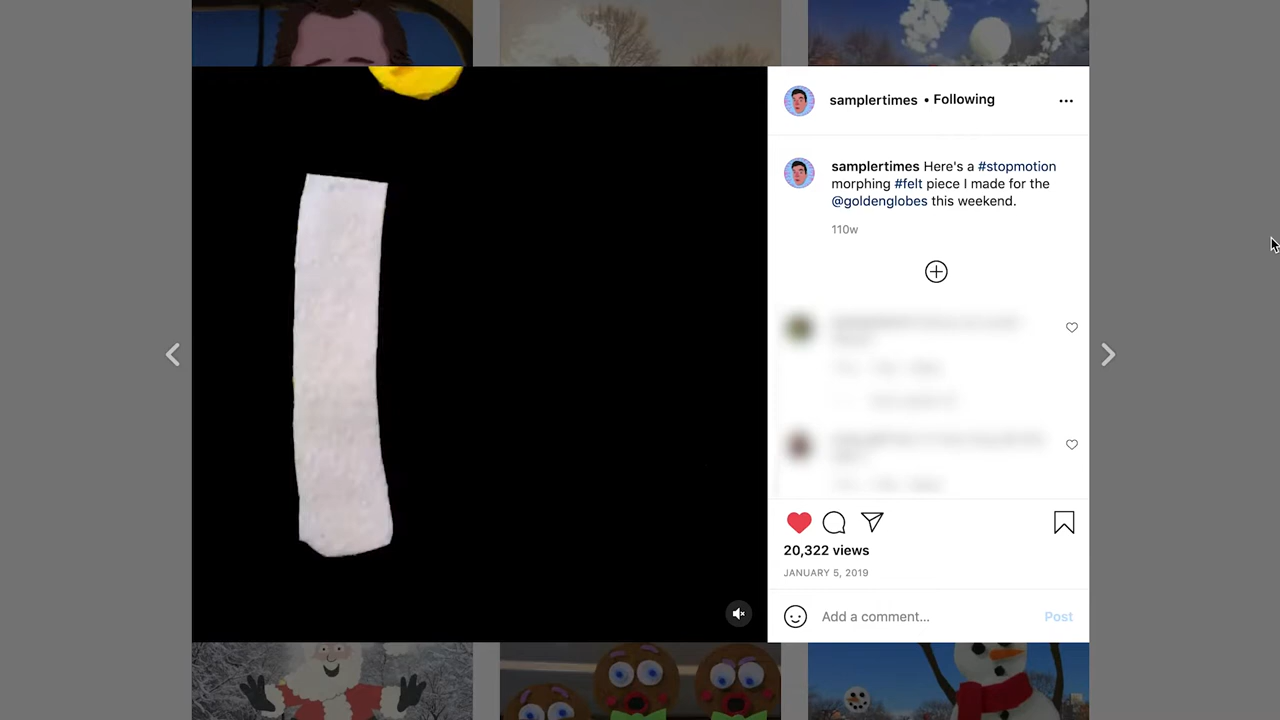 samplertimes • Following
samplertimes Here's a #stopmotion
morphing #felt piece I made for the
@goldenglobes this weekend.
110w
20,322 views
JANUARY 5, 2019
Add a comment... Post